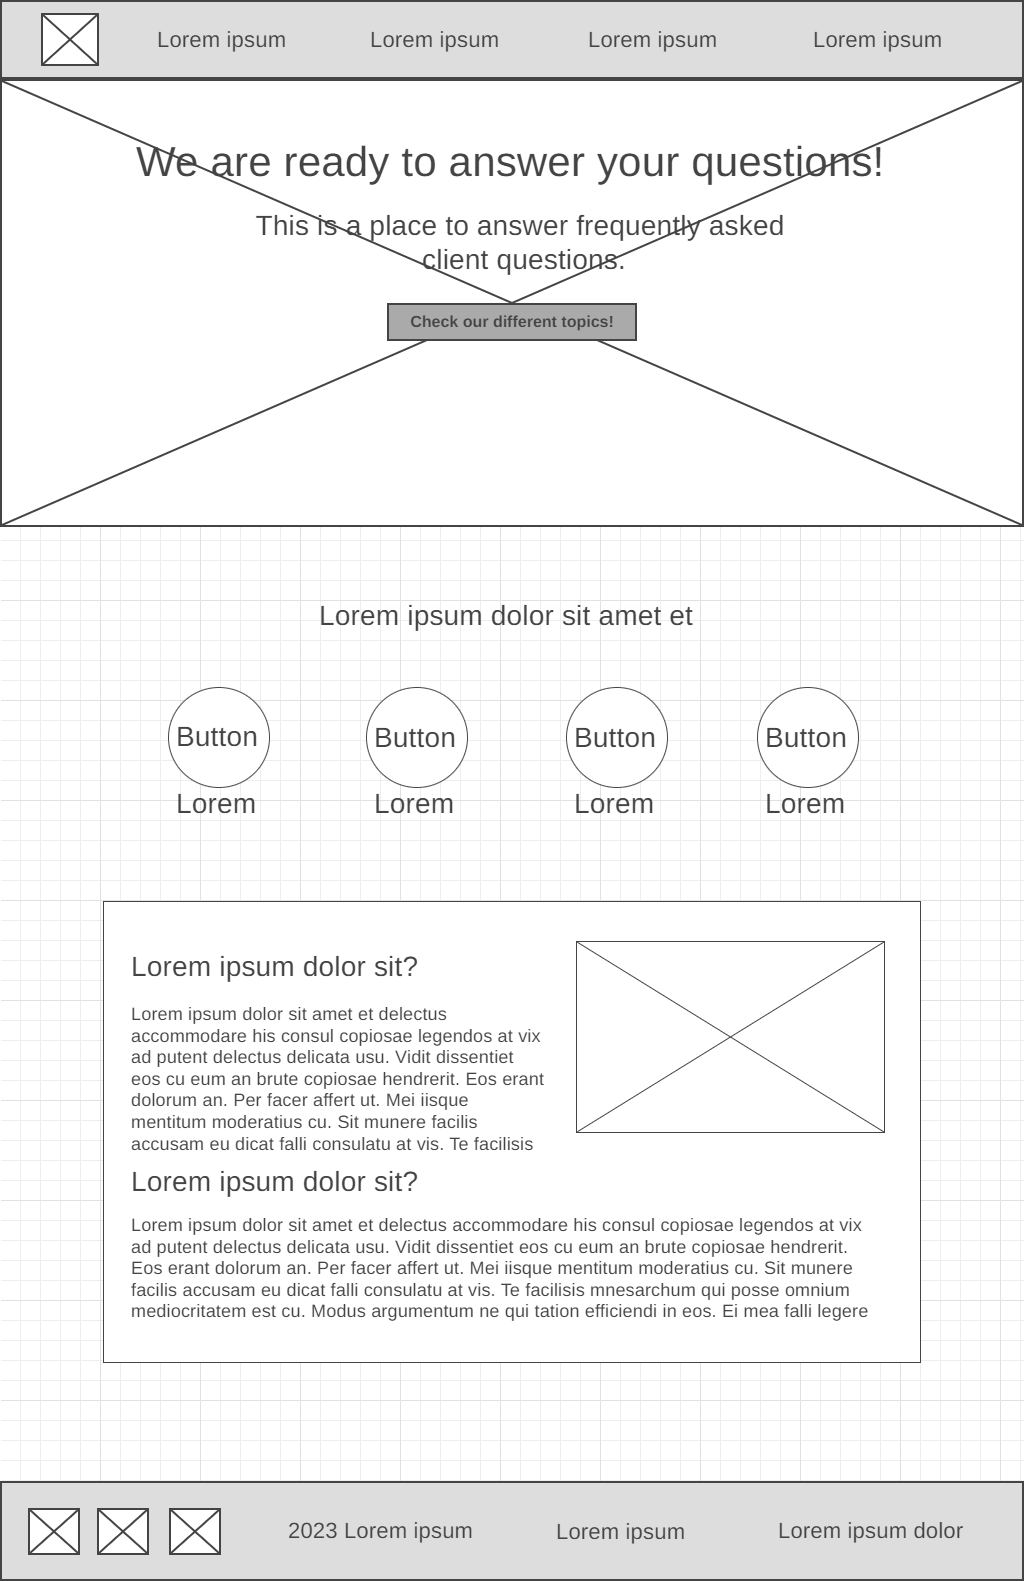 Lorem ipsum Lorem ipsum Lorem ipsum Lorem ipsum
We are ready to answer your questions!
This is a place to answer frequently asked
client questions.
Check our different topics!
Lorem ipsum dolor sit amet et
Button Button Button Button
Lorem Lorem Lorem Lorem
Lorem ipsum dolor sit?
Lorem ipsum dolor sit amet et delectus
accommodare his consul copiosae legendos at vix
ad putent delectus delicata usu. Vidit dissentiet
eos cu eum an brute copiosae hendrerit. Eos erant
dolorum an. Per facer affert ut. Mei iisque
mentitum moderatius cu. Sit munere facilis
accusam eu dicat falli consulatu at vis. Te facilisis
Lorem ipsum dolor sit?
Lorem ipsum dolor sit amet et delectus accommodare his consul copiosae legendos at vix
ad putent delectus delicata usu. Vidit dissentiet eos cu eum an brute copiosae hendrerit.
Eos erant dolorum an. Per facer affert ut. Mei iisque mentitum moderatius cu. Sit munere
facilis accusam eu dicat falli consulatu at vis. Te facilisis mnesarchum qui posse omnium
mediocritatem est cu. Modus argumentum ne qui tation efficiendi in eos. Ei mea falli legere
2023 Lorem ipsum Lorem ipsum Lorem ipsum dolor